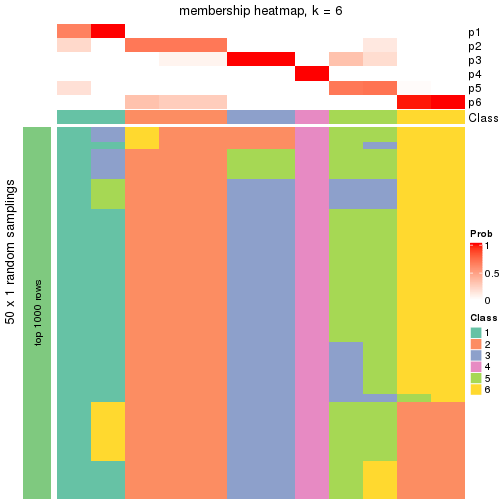 membership heatmap, k = 6
p1
p2
p3
p4
p5
p6
Class
50 x 1 random samplings
top 1000 rows
Prob
1
0.5
0
Class
1
2
3
4
5
6